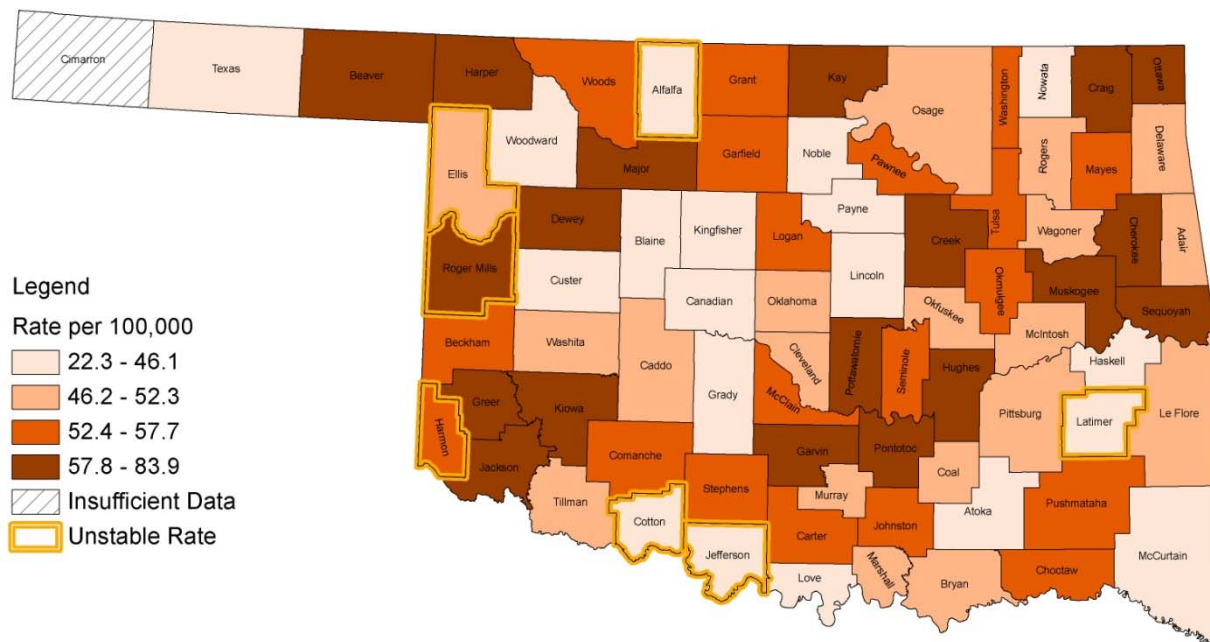 Cimarron
Texas
Beaver
Harper
Woods
Alfalfa
Grant
Kay
Osage
Washington
Nowata
Craig
Ottawa
Woodward
Ellis
Major
Garfield
Noble
Pawnee
Rogers
Mayes
Delaware
Dewey
Blaine
Kingfisher
Logan
Payne
Creek
Tulsa
Wagoner
Cherokee
Adair
Roger Mills
Custer
Canadian
Oklahoma
Lincoln
Okfuskee
Okmulgee
Muskogee
Sequoyah
Beckham
Washita
Caddo
Grady
Cleveland
McClain
Pottawatomie
Seminole
Hughes
McIntosh
Haskell
Pittsburg
Latimer
Le Flore
Harmon
Greer
Kiowa
Jackson
Comanche
Stephens
Garvin
Pontotoc
Coal
Murray
Tillman
Cotton
Jefferson
Carter
Johnston
Atoka
Pushmataha
McCurtain
Love
Marshall
Bryan
Choctaw
Legend
Rate per 100,000
22.3 - 46.1
46.2 - 52.3
52.4 - 57.7
57.8 - 83.9
Insufficient Data
Unstable Rate